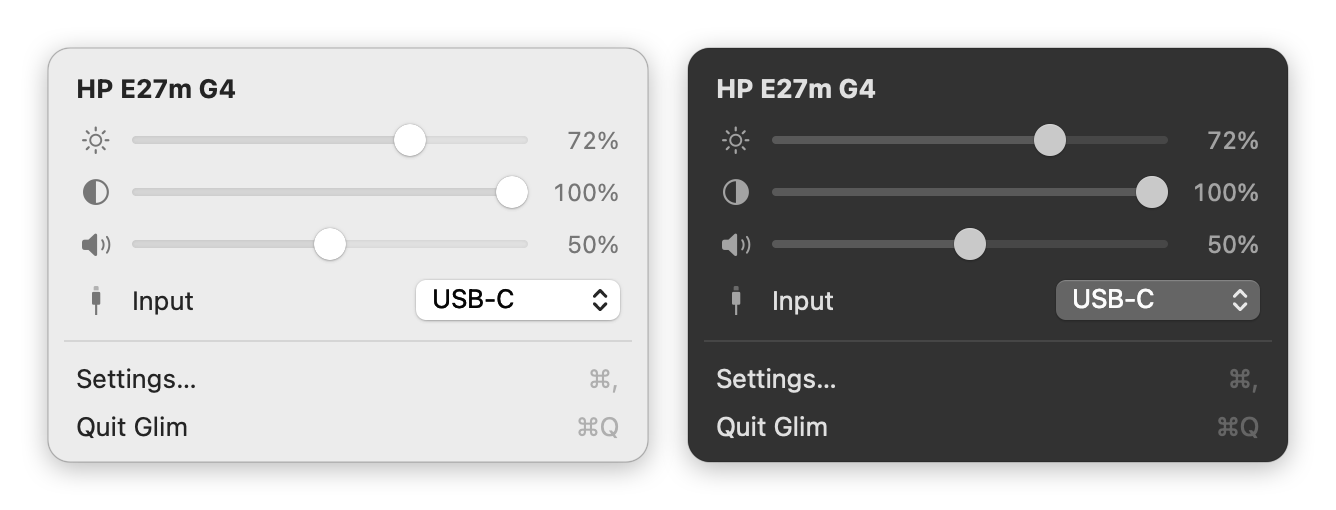 HP E27m G4
72%
100%
50%
Input USB-C
Settings...
⌘,
Quit Glim
⌘Q
HP E27m G4
72%
100%
50%
Input USB-C
Settings...
⌘,
Quit Glim
⌘Q